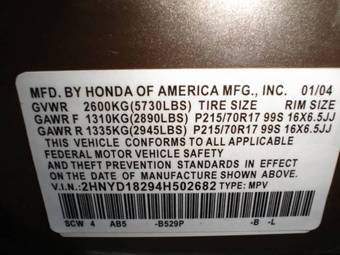 MFD. BY HONDA OF AMERICA MFG., INC. 01/04
GVWR 2600KG(5730LBS) TIRE SIZE RIM SIZE
GAWR F 1310KG(2890LBS) P215/70R17 99S 16X6.5JJ
GAWR R 1335KG(2945LBS) P215/70R17 99S 16X6.5JJ
THIS VEHICLE CONFORMS TO ALL APPLICABLE
FEDERAL MOTOR VEHICLE SAFETY
AND THEFT PREVENTION STANDARDS IN EFFECT
ON THE DATE OF MANUFACTURE SHOWN ABOVE.
V.I.N.: 2HNYD18294H502682 TYPE: MPV
SCW 4 AB5 -B529P -B -L